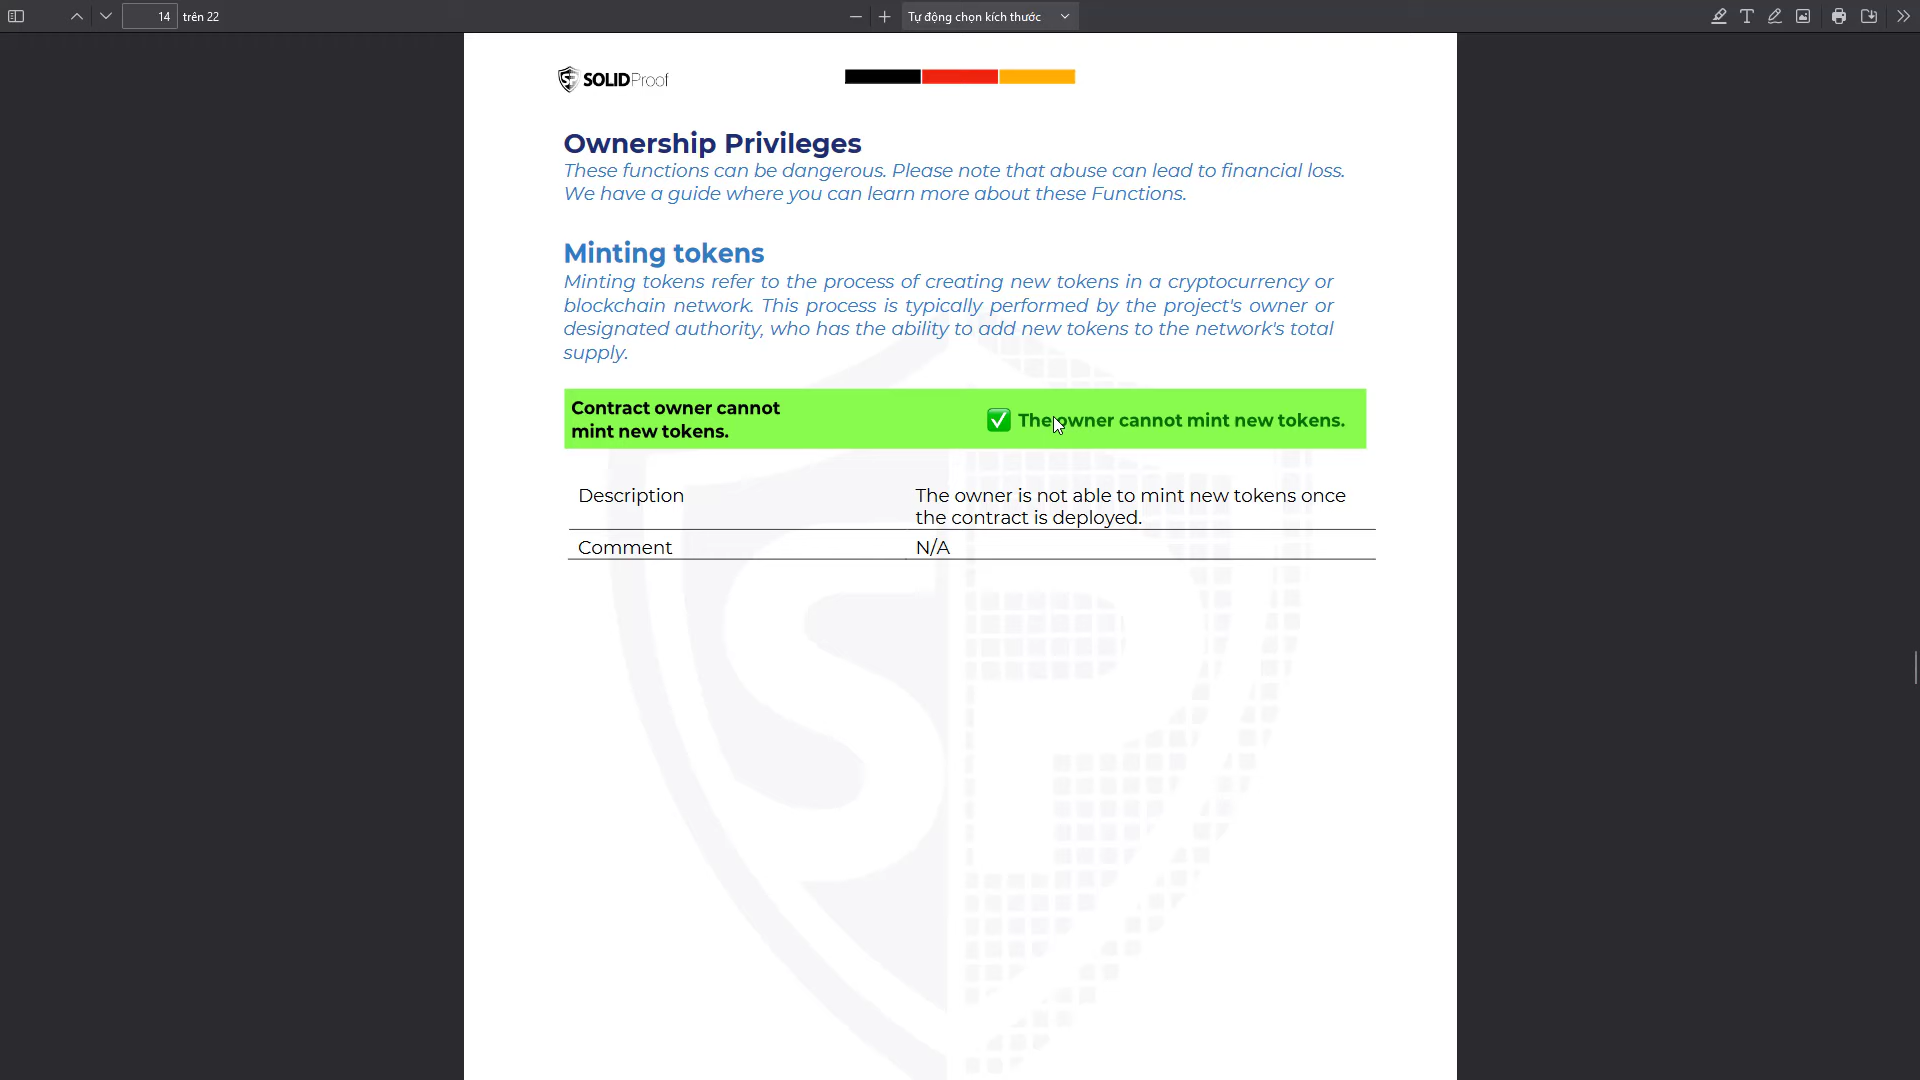 14 trên 22
Tự động chọn kích thước
SOLIDProof
Ownership Privileges
These functions can be dangerous. Please note that abuse can lead to financial loss.
We have a guide where you can learn more about these Functions.
Minting tokens
Minting tokens refer to the process of creating new tokens in a cryptocurrency or
blockchain network. This process is typically performed by the project's owner or
designated authority, who has the ability to add new tokens to the network's total
supply.
Contract owner cannot
mint new tokens.
✅ The owner cannot mint new tokens.
Description
The owner is not able to mint new tokens once
the contract is deployed.
Comment
N/A